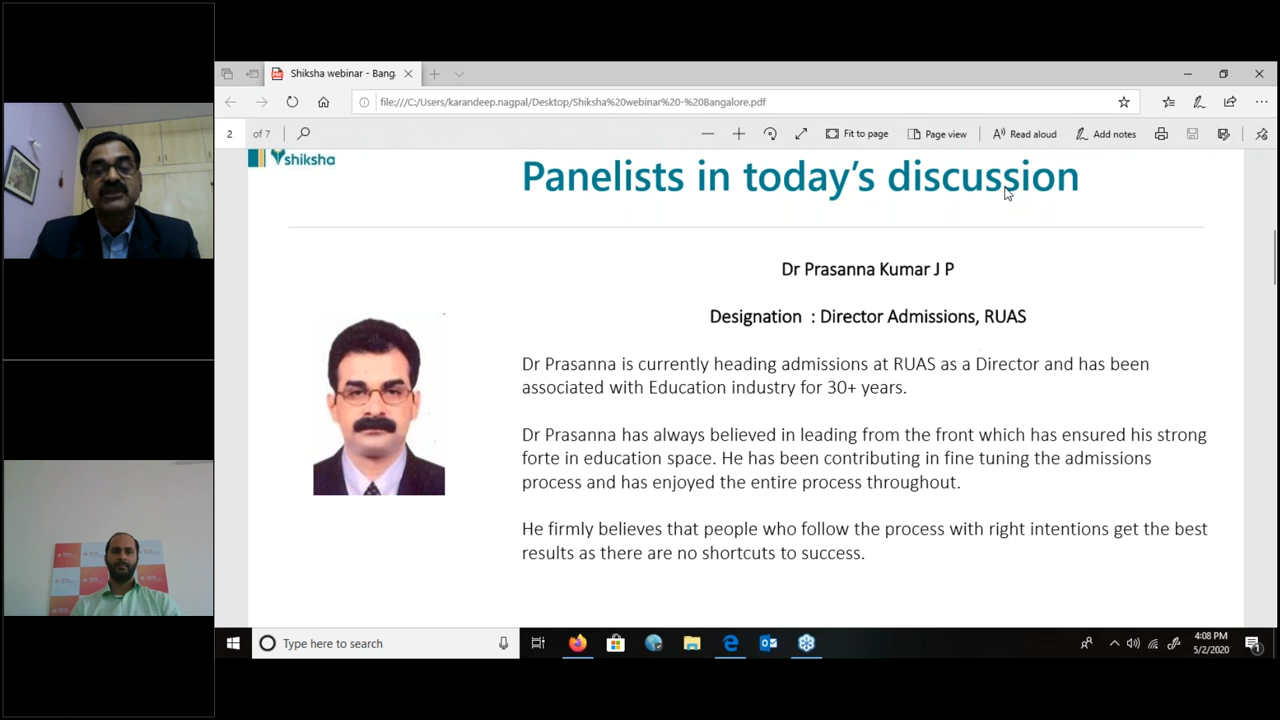 Shiksha webinar - Bang.
file:///C:/Users/karandeep.nagpal/Desktop/Shiksha%20webinar%20-%20Bangalore.pdf
2 of 7
Fit to page
Page view
Read aloud
Add notes
shiksha
Panelists in today's discussion
Dr Prasanna Kumar J P
Designation : Director Admissions, RUAS
Dr Prasanna is currently heading admissions at RUAS as a Director and has been
associated with Education industry for 30+ years.
Dr Prasanna has always believed in leading from the front which has ensured his strong
forte in education space. He has been contributing in fine tuning the admissions
process and has enjoyed the entire process throughout.
He firmly believes that people who follow the process with right intentions get the best
results as there are no shortcuts to success.
Type here to search
4:08 PM
5/2/2020